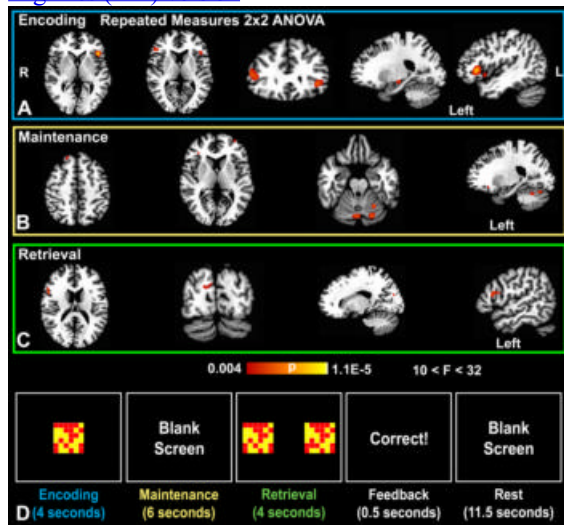 Encoding Repeated Measures 2x2 ANOVA
R
L
A
Left
Maintenance
B
Left
Retrieval
C
Left
0.004 p 1.1E-5 10 < F < 32
Blank
Screen
Correct!
Blank
Screen
D
Encoding
(4 seconds)
Maintenance
(6 seconds)
Retrieval
(4 seconds)
Feedback
(0.5 seconds)
Rest
(11.5 seconds)